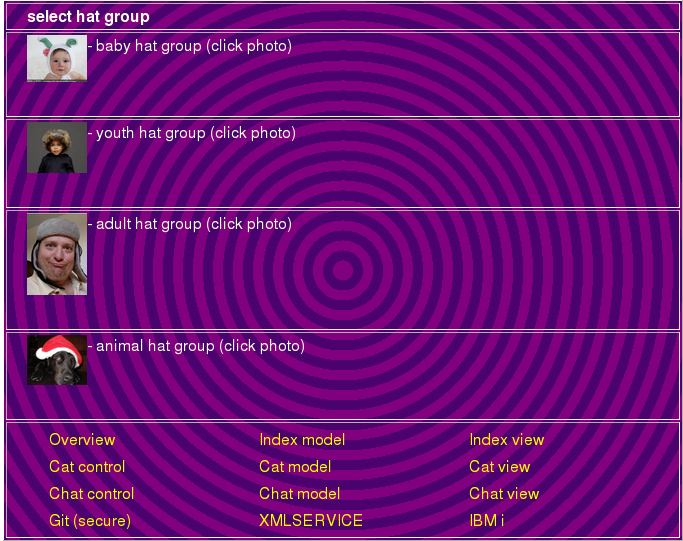 select hat group
- baby hat group (click photo)
- youth hat group (click photo)
- adult hat group (click photo)
- animal hat group (click photo)
Overview Index model Index view
Cat control Cat model Cat view
Chat control Chat model Chat view
Git (secure) XMLSERVICE IBM i